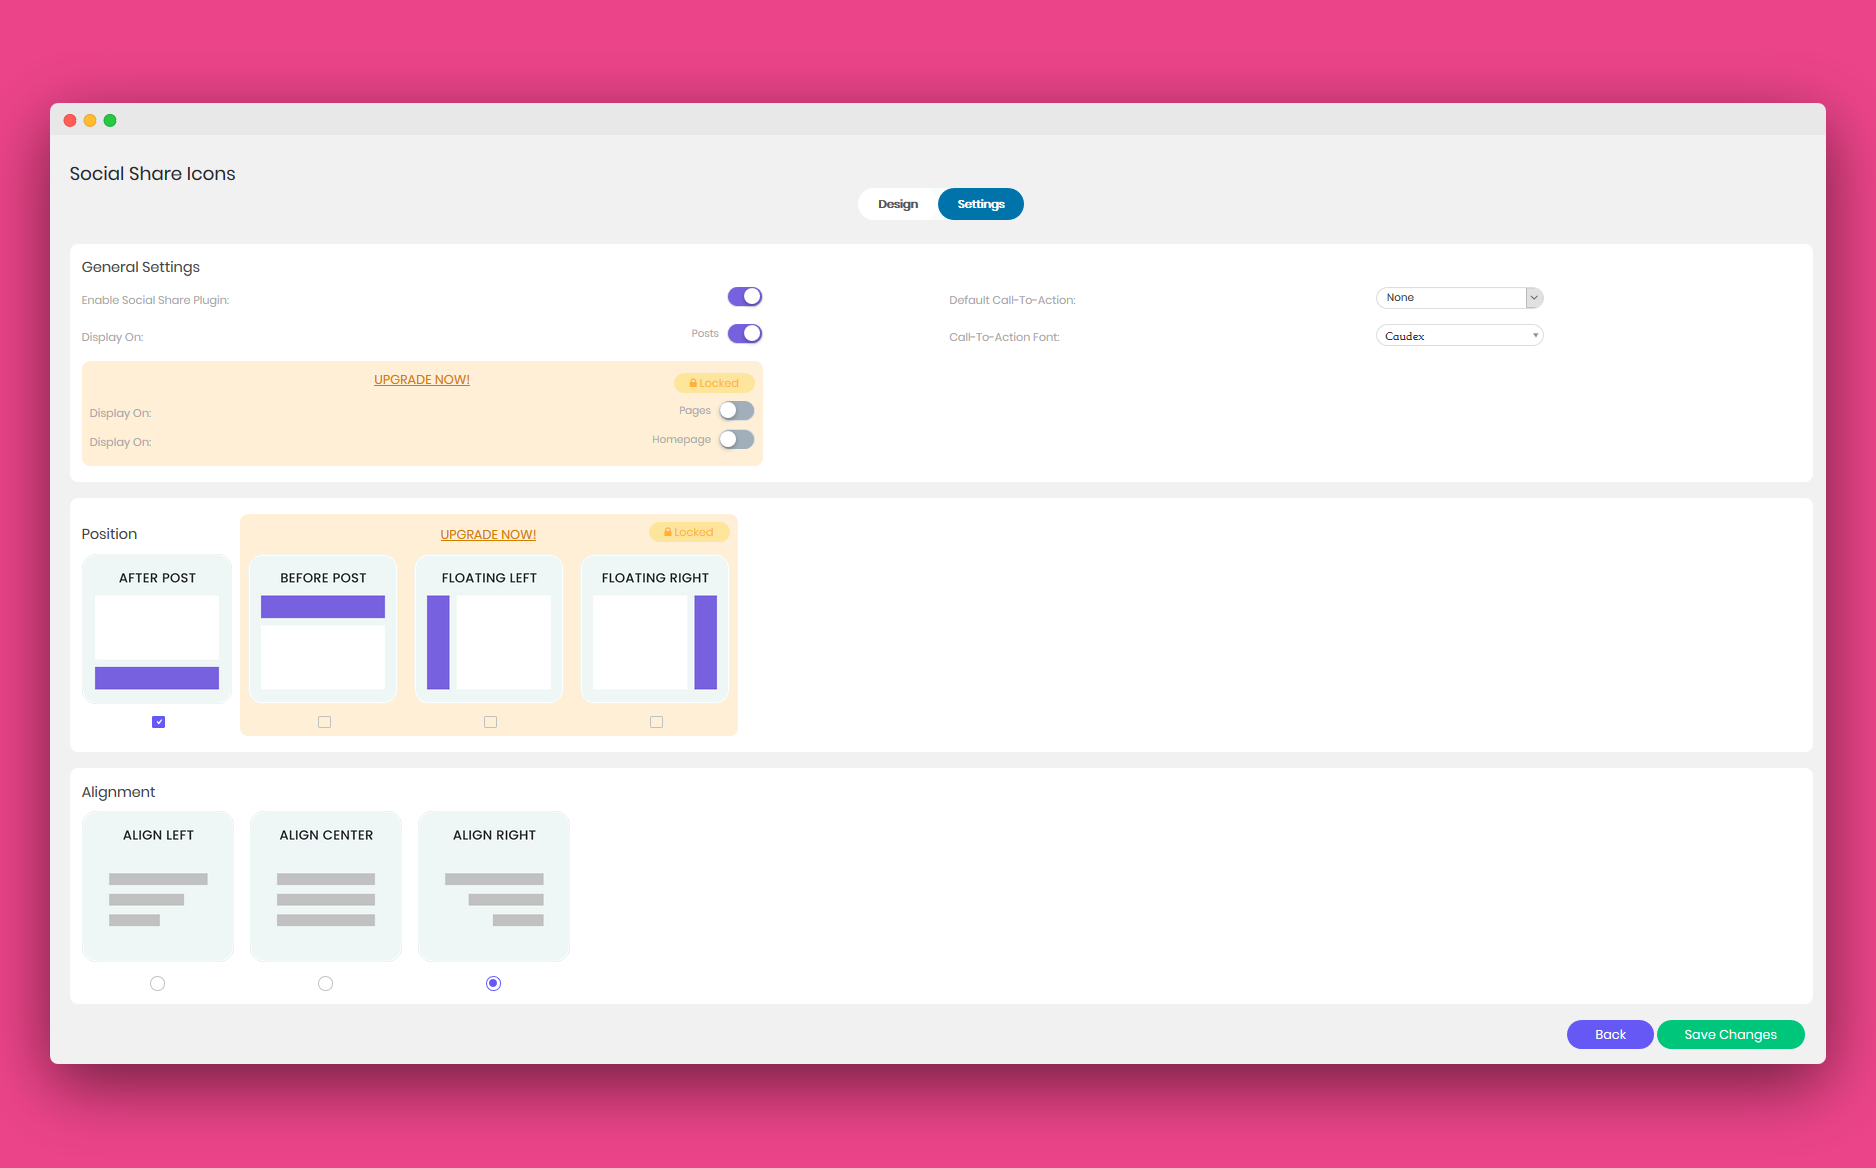 Social Share Icons
Design Settings
General Settings
Enable Social Share Plugin:
Default Call-To-Action: None
Display On: Posts
Call-To-Action Font: Caudex
UPGRADE NOW! Locked
Display On: Pages
Display On: Homepage
Position
UPGRADE NOW! Locked
AFTER POST BEFORE POST FLOATING LEFT FLOATING RIGHT
Alignment
ALIGN LEFT ALIGN CENTER ALIGN RIGHT
Back Save Changes